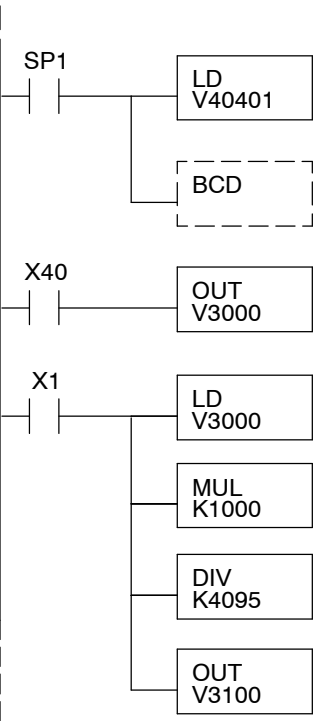 SP1
LD
V40401
BCD
X40
OUT
V3000
X1
LD
V3000
MUL
K1000
DIV
K4095
OUT
V3100